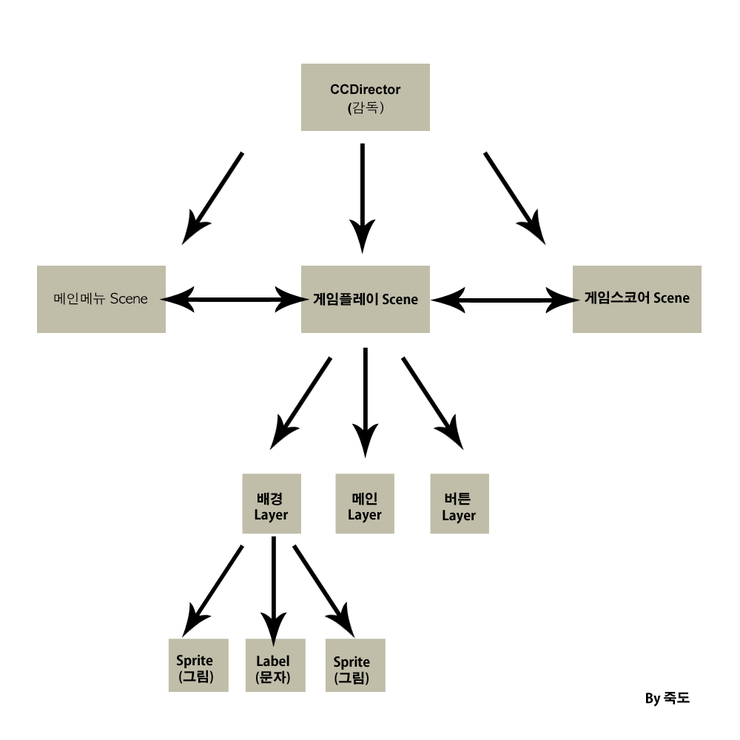 CCDirector
(감독)
메인메뉴 Scene
게임플레이 Scene
게임스코어 Scene
배경
Layer
메인
Layer
버튼
Layer
Sprite
(그림)
Label
(문자)
Sprite
(그림)
By 죽도